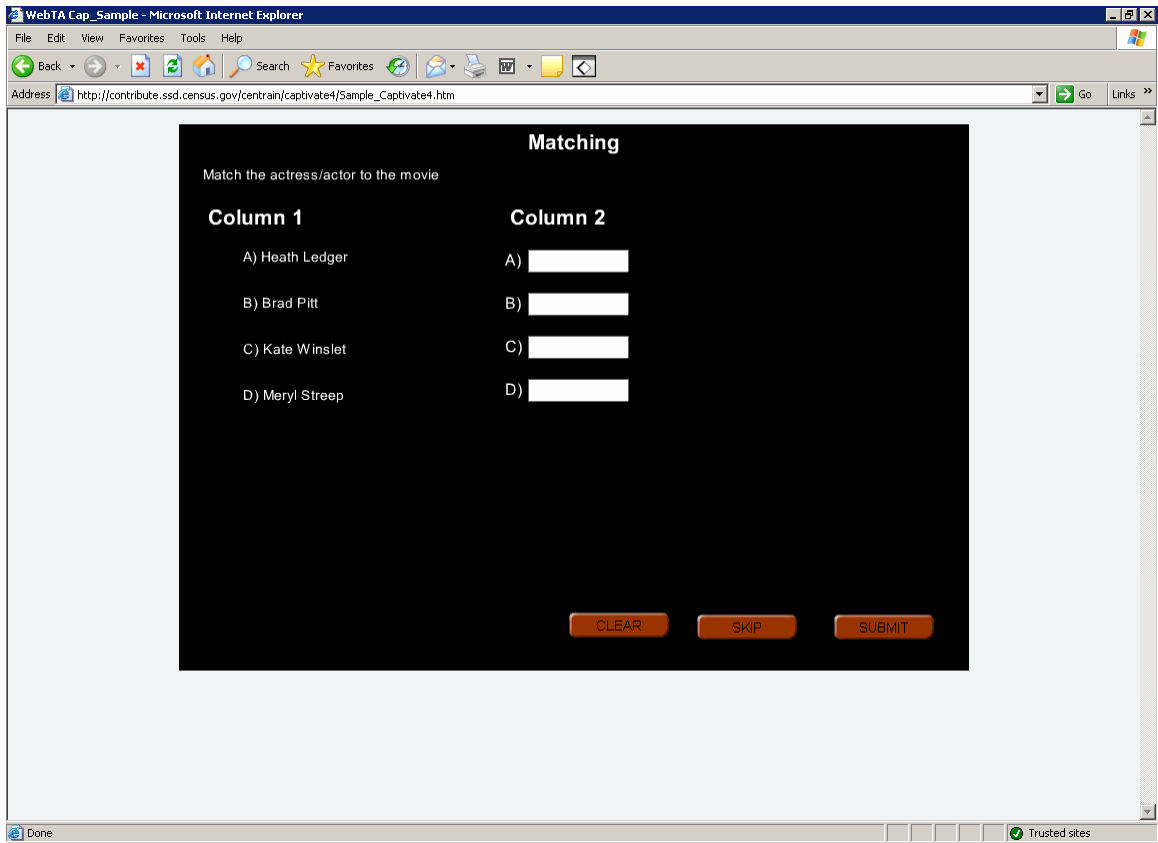 WebTA Cap_Sample - Microsoft Internet Explorer
File Edit View Favorites Tools Help
Back Search Favorites
Address http://contribute.ssd.census.gov/centrain/captivate4/Sample_Captivate4.htm Go Links »
Matching
Match the actress/actor to the movie
Column 1 Column 2
A) Heath Ledger A)
B) Brad Pitt B)
C) Kate Winslet C)
D) Meryl Streep D)
CLEAR SKIP SUBMIT
Done Trusted sites